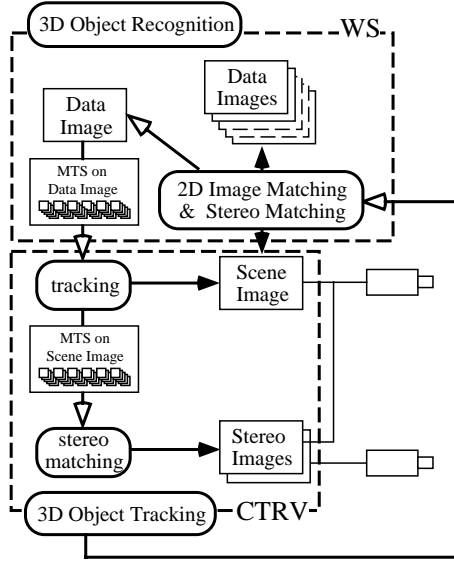 3D Object Recognition
WS
Data
Images
Data
Image
MTS on
Data Image
2D Image Matching
& Stereo Matching
tracking
Scene
Image
MTS on
Scene Image
stereo
matching
Stereo
Images
3D Object Tracking
CTRV